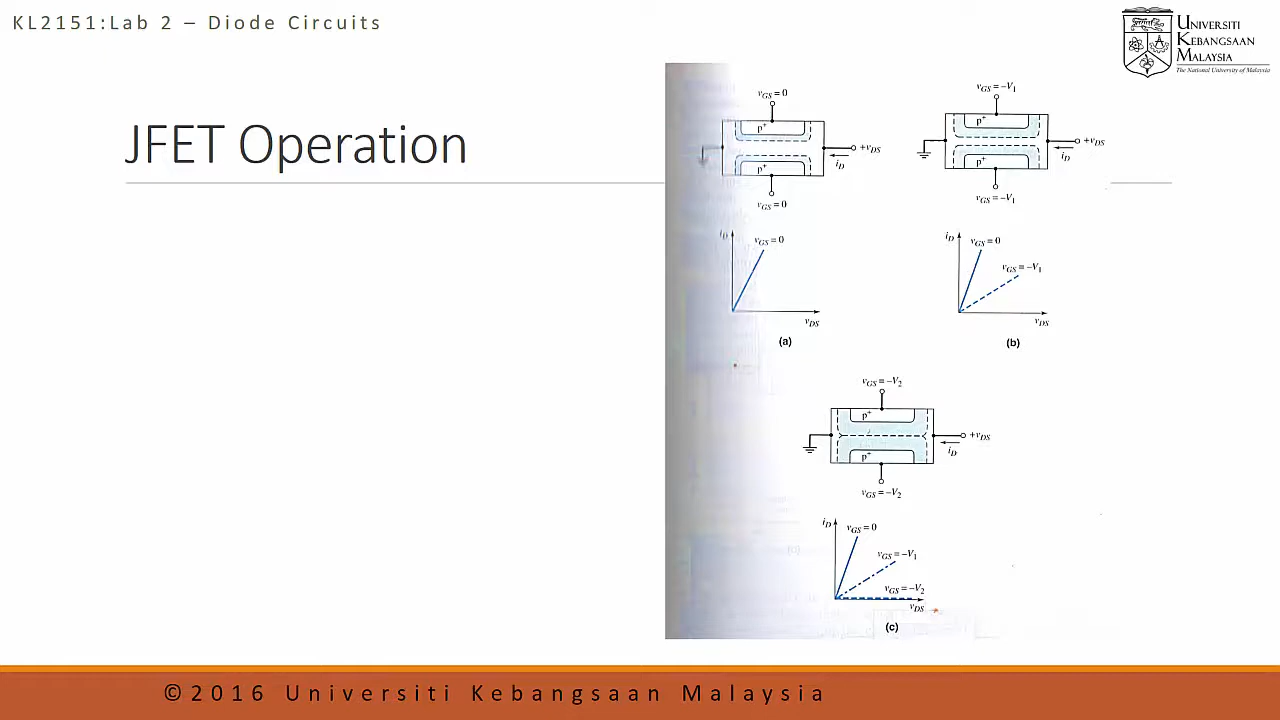 KL2151:Lab 2 – Diode Circuits
UNIVERSITI
KEBANGSAAN
MALAYSIA
The National University of Malaysia
JFET Operation
vGS = 0
p+
+vDS
iD
p+
vGS = 0
iD
vGS = 0
vDS
(a)
vGS = –V1
p+
+vDS
iD
p+
vGS = –V1
iD
vGS = 0
vGS = –V1
vDS
(b)
vGS = –V2
p+
+vDS
iD
p+
vGS = –V2
iD
vGS = 0
vGS = –V1
vGS = –V2
vDS
(c)
©2016 Universiti Kebangsaan Malaysia